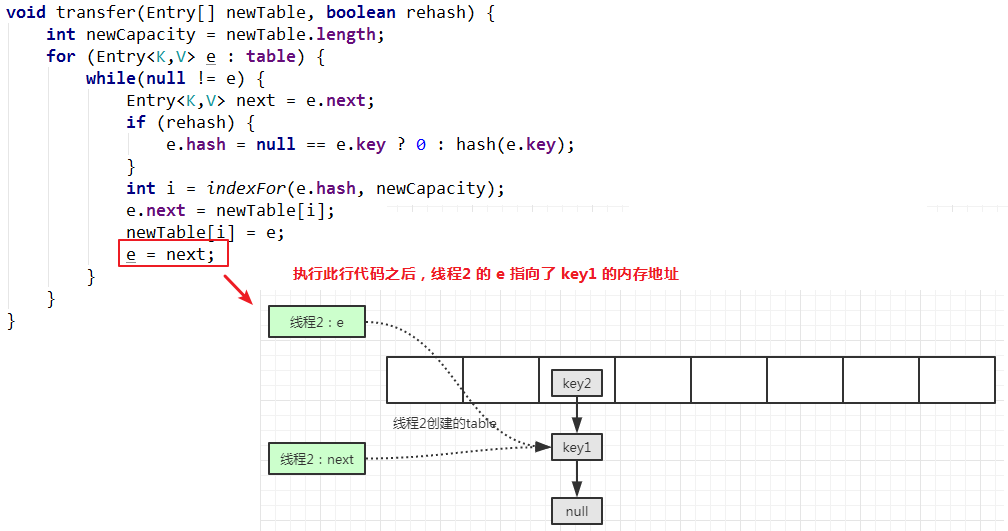 void transfer(Entry[] newTable, boolean rehash) {
    int newCapacity = newTable.length;
    for (Entry<K,V> e : table) {
        while(null != e) {
            Entry<K,V> next = e.next;
            if (rehash) {
                e.hash = null == e.key ? 0 : hash(e.key);
            }
            int i = indexFor(e.hash, newCapacity);
            e.next = newTable[i];
            newTable[i] = e;
            e = next;
        }
    }
}
执行此行代码之后，线程2 的 e 指向了 key1 的内存地址
线程2：e
key2
线程2创建的table
key1
线程2：next
null